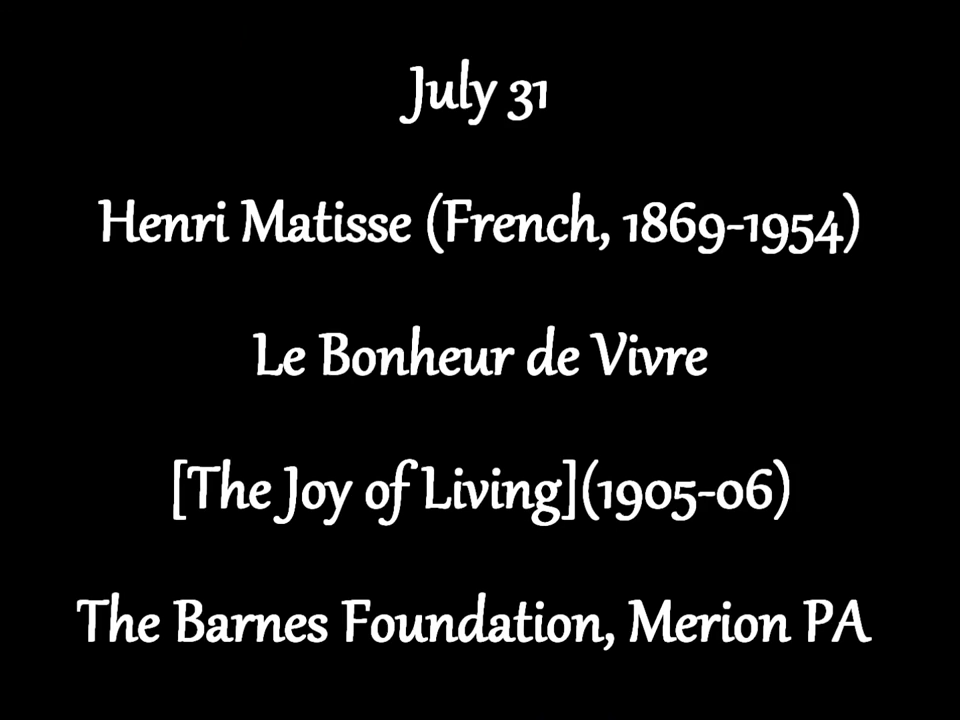 July 31
Henri Matisse (French, 1869-1954)
Le Bonheur de Vivre
[The Joy of Living](1905-06)
The Barnes Foundation, Merion PA